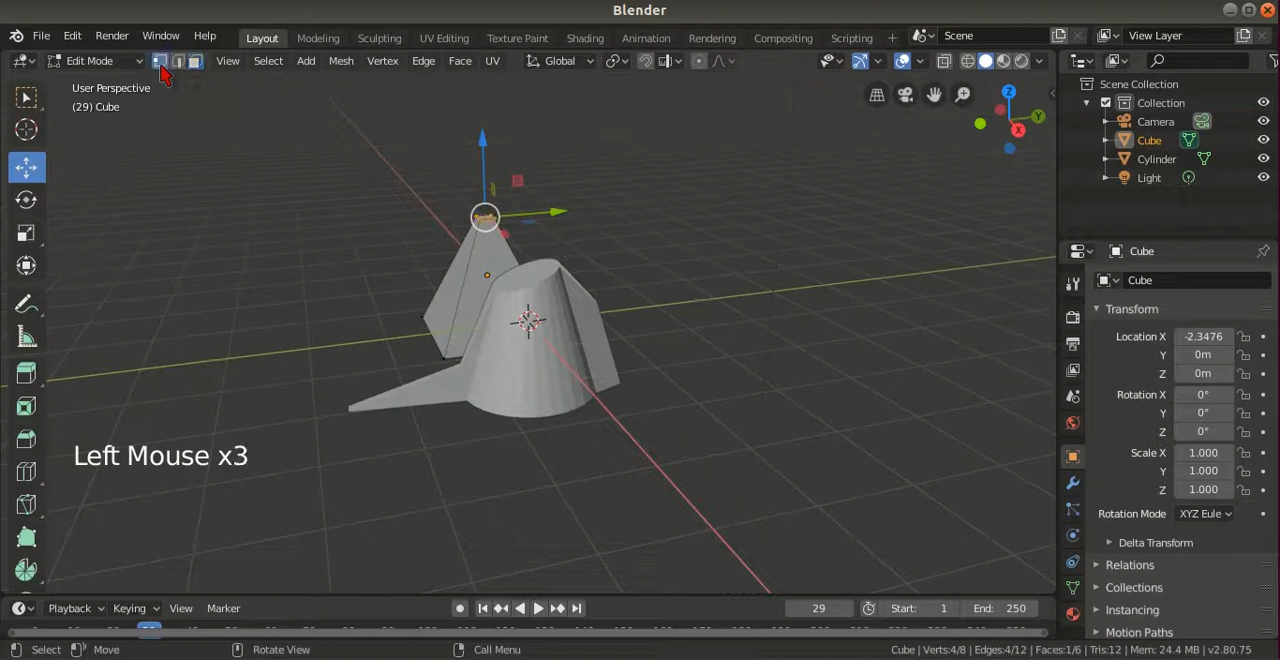 Blender
File Edit Render Window Help Layout Modeling Sculpting UV Editing Texture Paint Shading Animation Rendering Compositing Scripting + Scene View Layer
Edit Mode View Select Add Mesh Vertex Edge Face UV Global
User Perspective
(29) Cube
Z
Y
X
Scene Collection
Collection
Camera
Cube
Cylinder
Light
Cube
Cube
Transform
Location X -2.3476
Y 0m
Z 0m
Rotation X 0°
Y 0°
Z 0°
Scale X 1.000
Y 1.000
Z 1.000
Rotation Mode XYZ Eule
Delta Transform
Relations
Collections
Instancing
Motion Paths
Left Mouse x3
Playback Keying View Marker 29 Start: 1 End: 250
Select Move Rotate View Call Menu Cube | Verts:4/8 | Edges:4/12 | Faces:1/6 | Tris:12 | Mem: 24.4 MB | v2.80.75